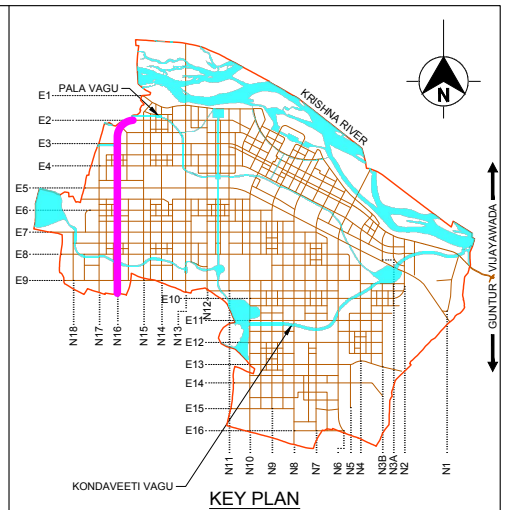 PALA VAGU
KRISHNA RIVER
N
E1
E2
E3
E4
E5
E6
E7
E8
E9
E10
E11
E12
E13
E14
E15
E16
GUNTUR
VIJAYAWADA
N18
N17
N16
N15
N14
N13
N12
N11
N10
N9
N8
N7
N6
N5
N4
N3B
N3A
N2
N1
KONDAVEETI VAGU
KEY PLAN